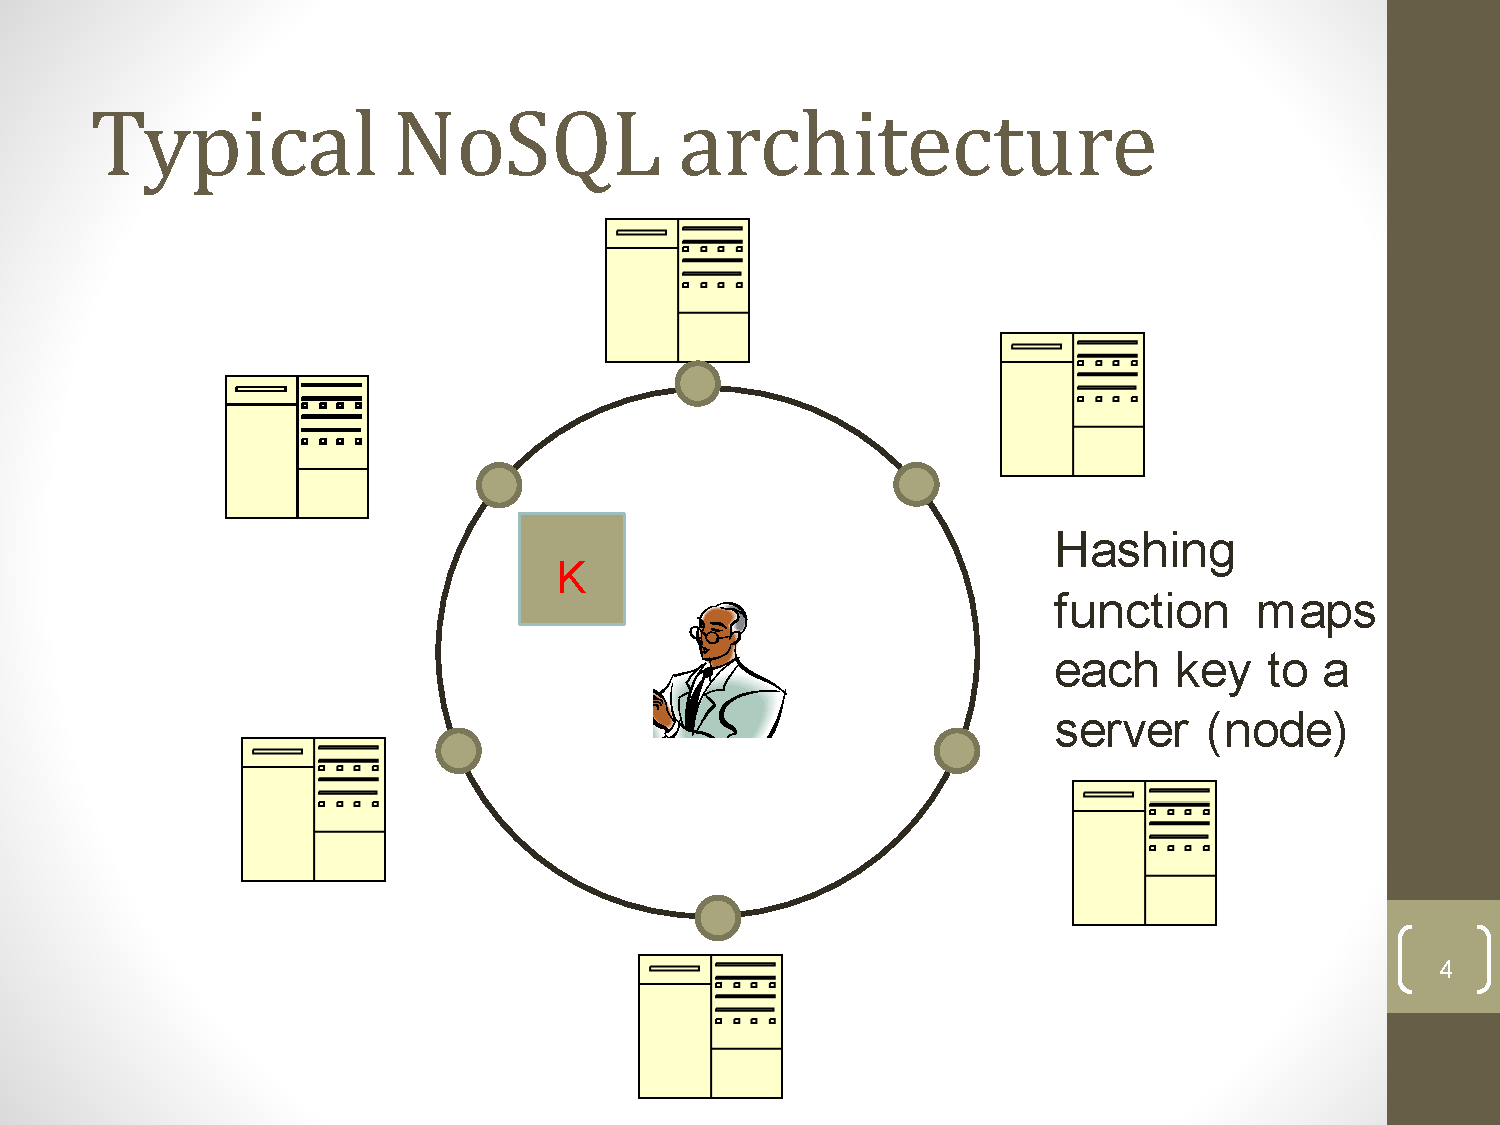 Typical NoSQL architecture
K
Hashing
function maps
each key to a
server (node)
4